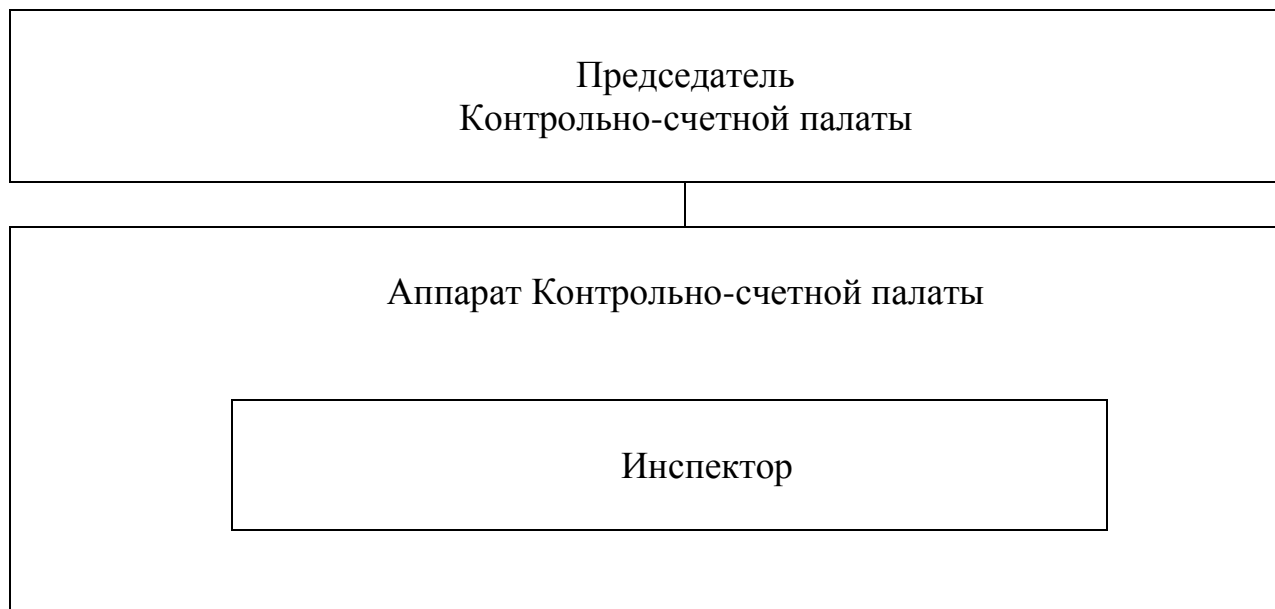 Председатель
Контрольно-счетной палаты
Аппарат Контрольно-счетной палаты
Инспектор